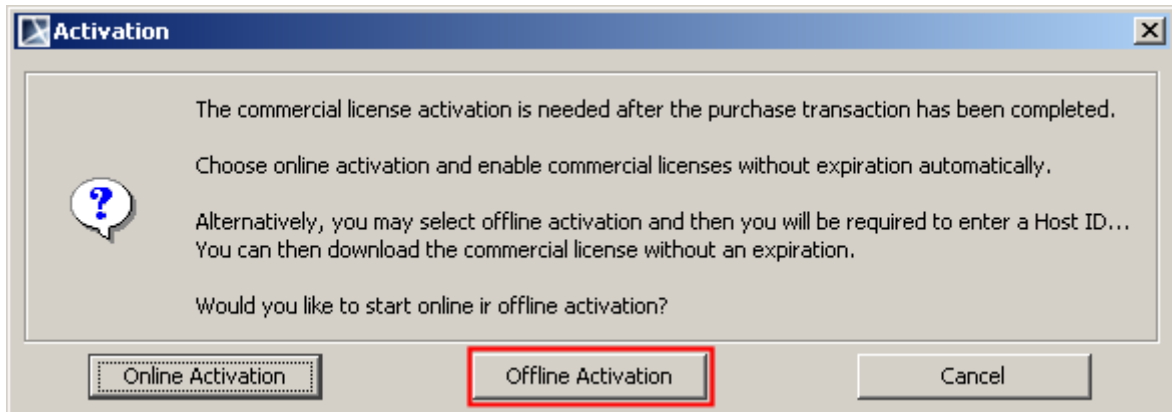 Activation
The commercial license activation is needed after the purchase transaction has been completed.
Choose online activation and enable commercial licenses without expiration automatically.
Alternatively, you may select offline activation and then you will be required to enter a Host ID...
You can then download the commercial license without an expiration.
Would you like to start online ir offline activation?
Online Activation
Offline Activation
Cancel